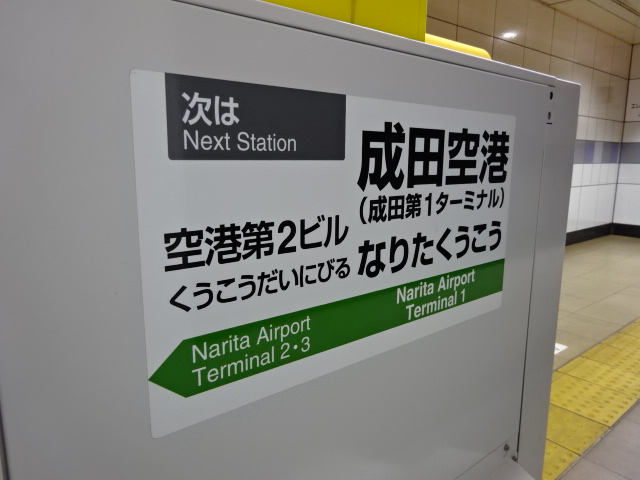 次は
Next Station
成田空港
(成田第1ターミナル)
なりたくうこう
Narita Airport
Terminal 1
空港第2ビル
くうこうだいにびる
Narita Airport
Terminal 2・3